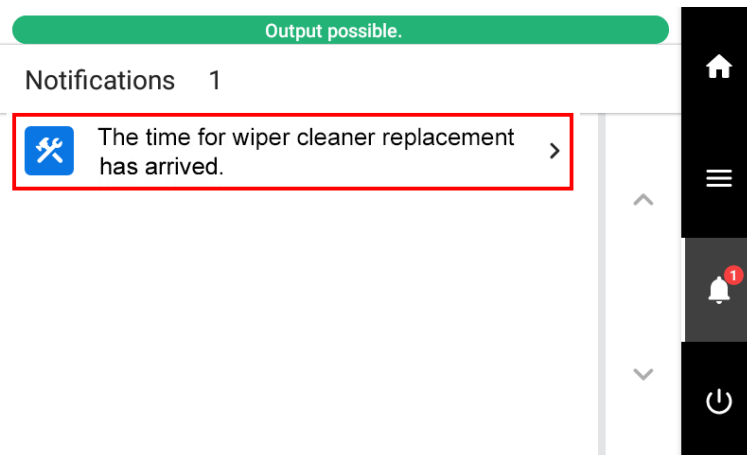 Output possible.
Notifications 1
The time for wiper cleaner replacement
has arrived.
1